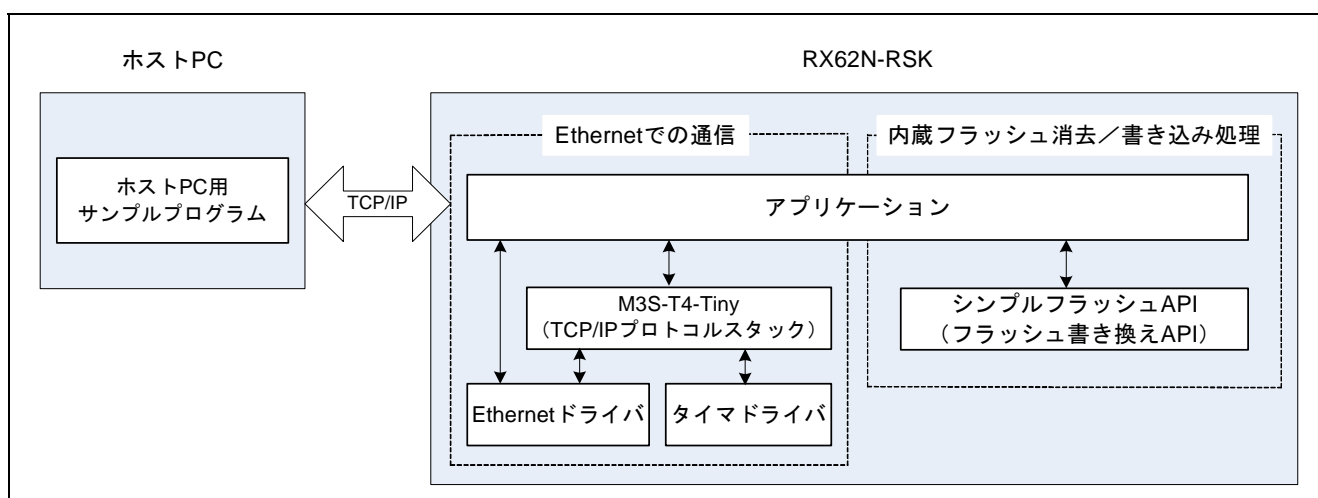 ホストPC
RX62N-RSK
Ethernetでの通信
内蔵フラッシュ消去／書き込み処理
ホストPC用
サンプルプログラム
TCP/IP
アプリケーション
M3S-T4-Tiny
（TCP/IPプロトコルスタック）
シンプルフラッシュAPI
（フラッシュ書き換えAPI）
Ethernetドライバ
タイマドライバ